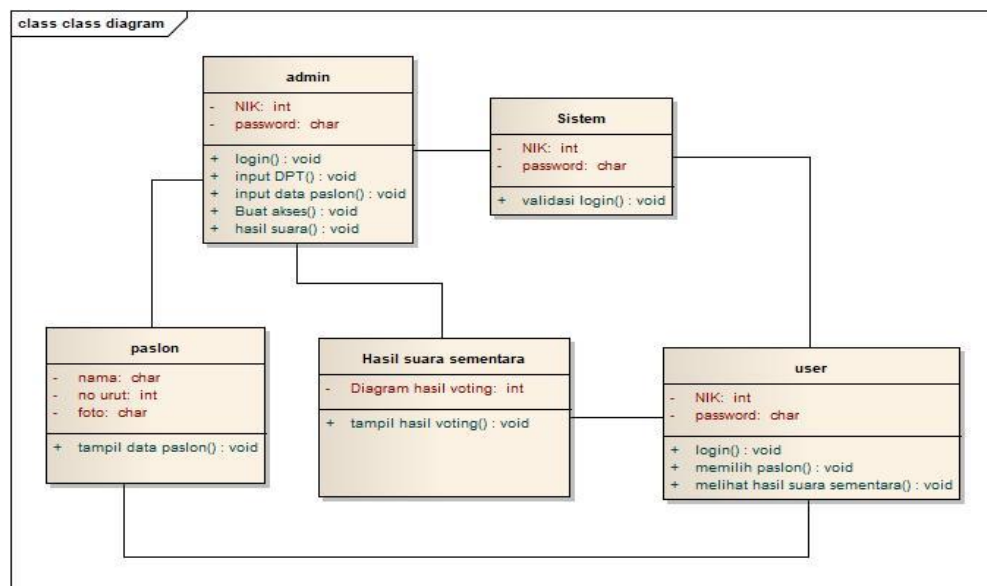 class class diagram
admin
- NIK: int
- password: char
+ login() : void
+ input DPT() : void
+ input data paslon() : void
+ Buat akses() : void
+ hasil suara() : void
Sistem
- NIK: int
- password: char
+ validasi login() : void
paslon
- nama: char
- no urut: int
- foto: char
+ tampil data paslon() : void
Hasil suara sementara
- Diagram hasil voting: int
+ tampil hasil voting() : void
user
- NIK: int
- password: char
+ login() : void
+ memilih paslon() : void
+ melihat hasil suara sementara() : void